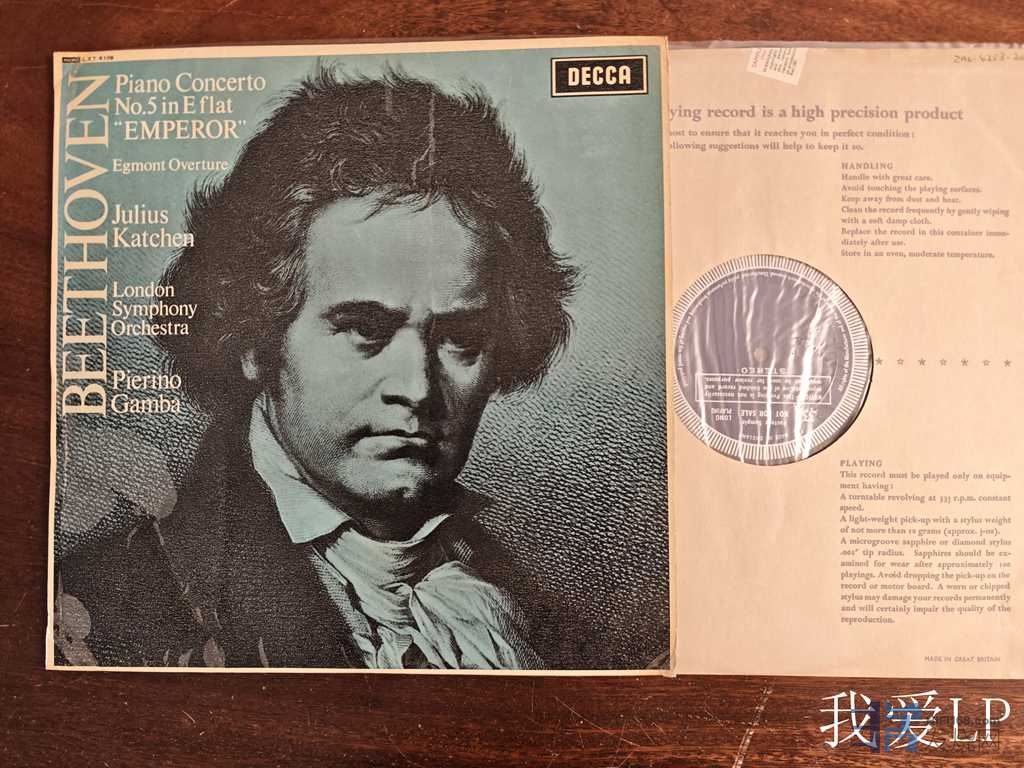 MONO LXT 6109
DECCA
BEETHOVEN
Piano Concerto
No.5 in E flat
"EMPEROR"
Egmont Overture
Julius
Katchen
London
Symphony
Orchestra
Pierino
Gamba
ying record is a high precision product
ost to ensure that it reaches you in perfect condition:
llowing suggestions will help to keep it so.
HANDLING
Handle with great care.
Avoid touching the playing surfaces.
Keep away from dust and heat.
Clean the record frequently by gently wiping
with a soft damp cloth.
Replace the record in this container imme-
diately after use.
Store in an even, moderate temperature.
STEREO
LONG
PLAYING
NOT FOR SALE
Factory Sample
PLAYING
This record must be played only on equip-
ment having:
A turntable revolving at 33⅓ r.p.m. constant
speed.
A light-weight pick-up with a stylus weight
of not more than 10 grams (approx. ⅓-oz).
A microgroove sapphire or diamond stylus
.001" tip radius. Sapphires should be ex-
amined for wear after approximately 100
playings. Avoid dropping the pick-up on the
record or motor board. A worn or chipped
stylus may damage your records permanently
and will certainly impair the quality of the
reproduction.
MADE IN GREAT BRITAIN
我爱LP